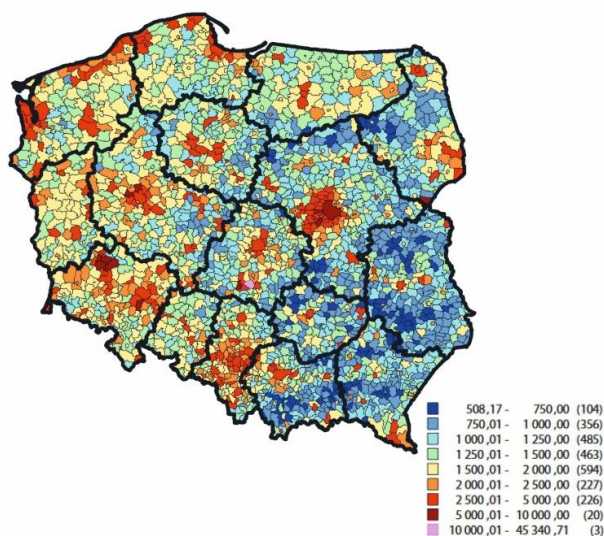 508,17 - 750,00 (104)
750,01 - 1 000,00 (356)
1 000,01 - 1 250,00 (485)
1 250,01 - 1 500,00 (463)
1 500,01 - 2 000,00 (594)
2 000,01 - 2 500,00 (227)
2 500,01 - 5 000,00 (226)
5 000,01 - 10 000,00 (20)
10 000,01 - 45 340,71 (3)